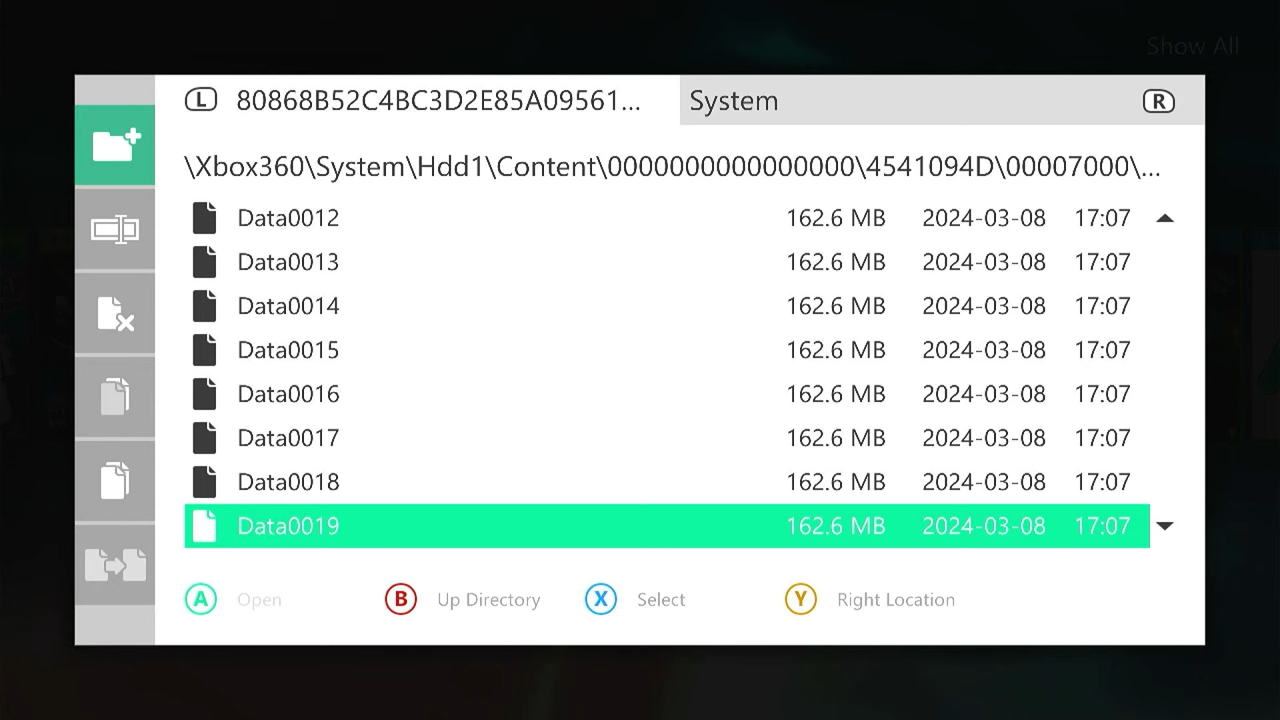 Show All
L 80868B52C4BC3D2E85A09561... System R
\Xbox360\System\Hdd1\Content\0000000000000000\4541094D\00007000\...
Data0012 162.6 MB 2024-03-08 17:07
Data0013 162.6 MB 2024-03-08 17:07
Data0014 162.6 MB 2024-03-08 17:07
Data0015 162.6 MB 2024-03-08 17:07
Data0016 162.6 MB 2024-03-08 17:07
Data0017 162.6 MB 2024-03-08 17:07
Data0018 162.6 MB 2024-03-08 17:07
Data0019 162.6 MB 2024-03-08 17:07
A Open B Up Directory X Select Y Right Location